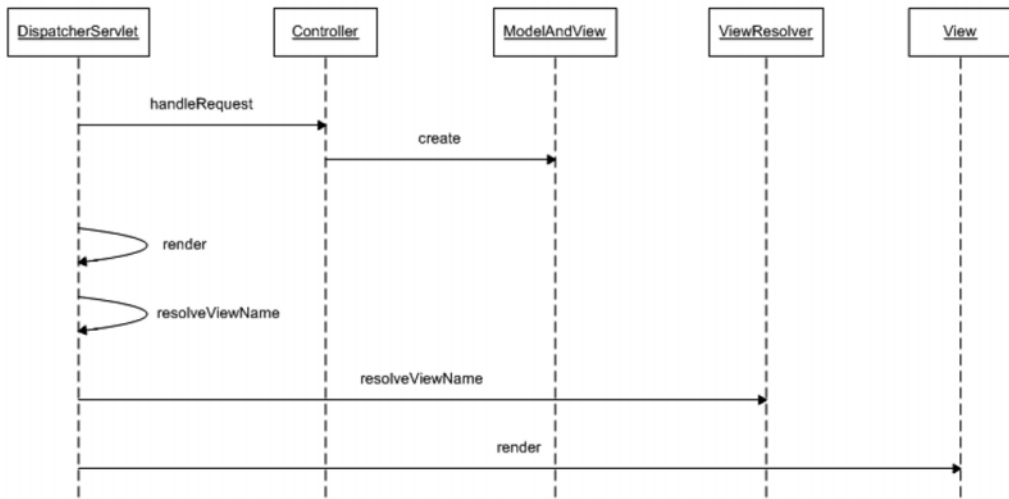 DispatcherServlet
Controller
ModelAndView
ViewResolver
View
handleRequest
create
render
resolveViewName
resolveViewName
render